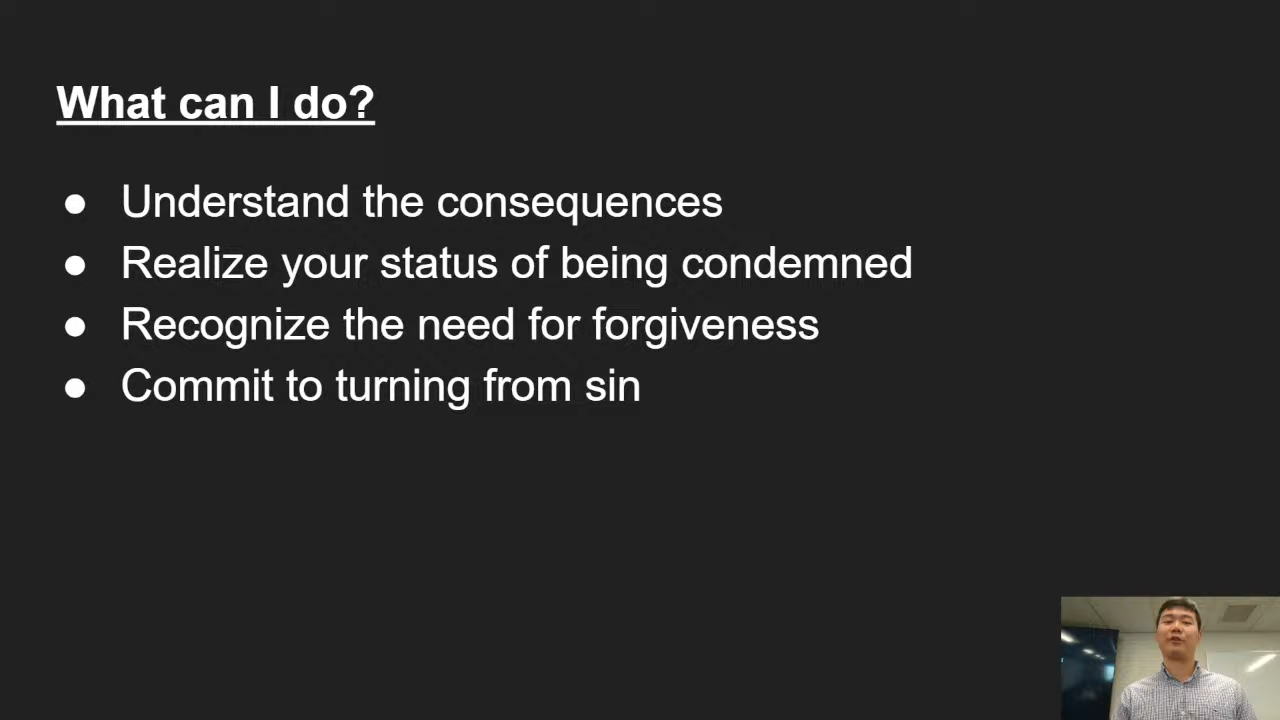 What can I do?
● Understand the consequences
● Realize your status of being condemned
● Recognize the need for forgiveness
● Commit to turning from sin